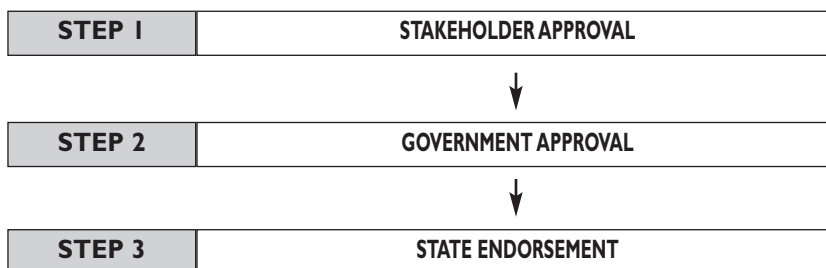 STEP 1 STAKEHOLDER APPROVAL
STEP 2 GOVERNMENT APPROVAL
STEP 3 STATE ENDORSEMENT